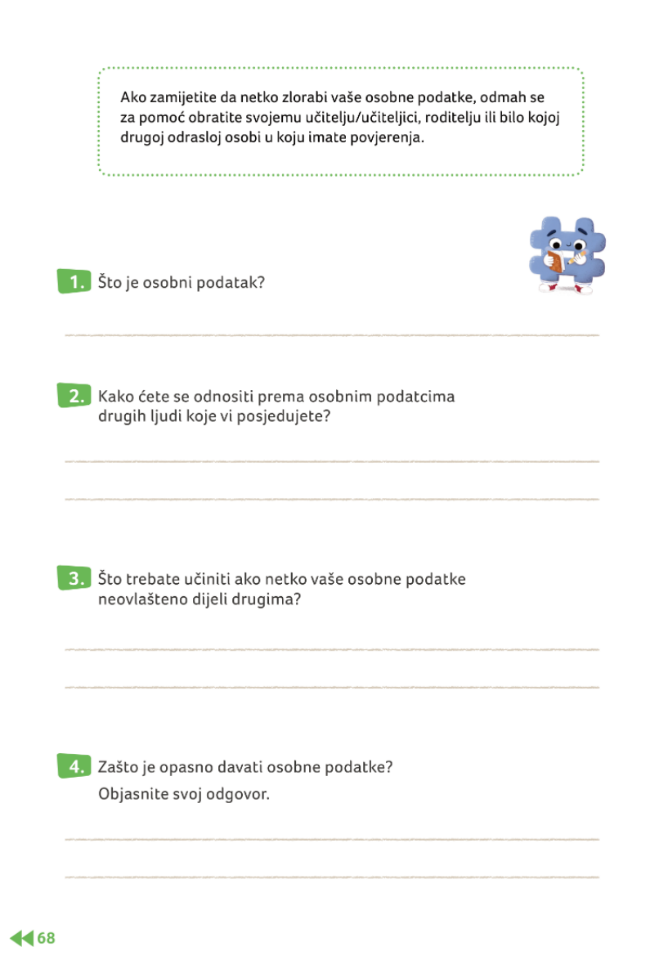 Ako zamijetite da netko zlorabi vaše osobne podatke, odmah se
za pomoć obratite svojemu učitelju/učiteljici, roditelju ili bilo kojoj
drugoj odrasloj osobi u koju imate povjerenja.
1. Što je osobni podatak?
2. Kako ćete se odnositi prema osobnim podatcima
drugih ljudi koje vi posjedujete?
3. Što trebate učiniti ako netko vaše osobne podatke
neovlašteno dijeli drugima?
4. Zašto je opasno davati osobne podatke?
Objasnite svoj odgovor.
68